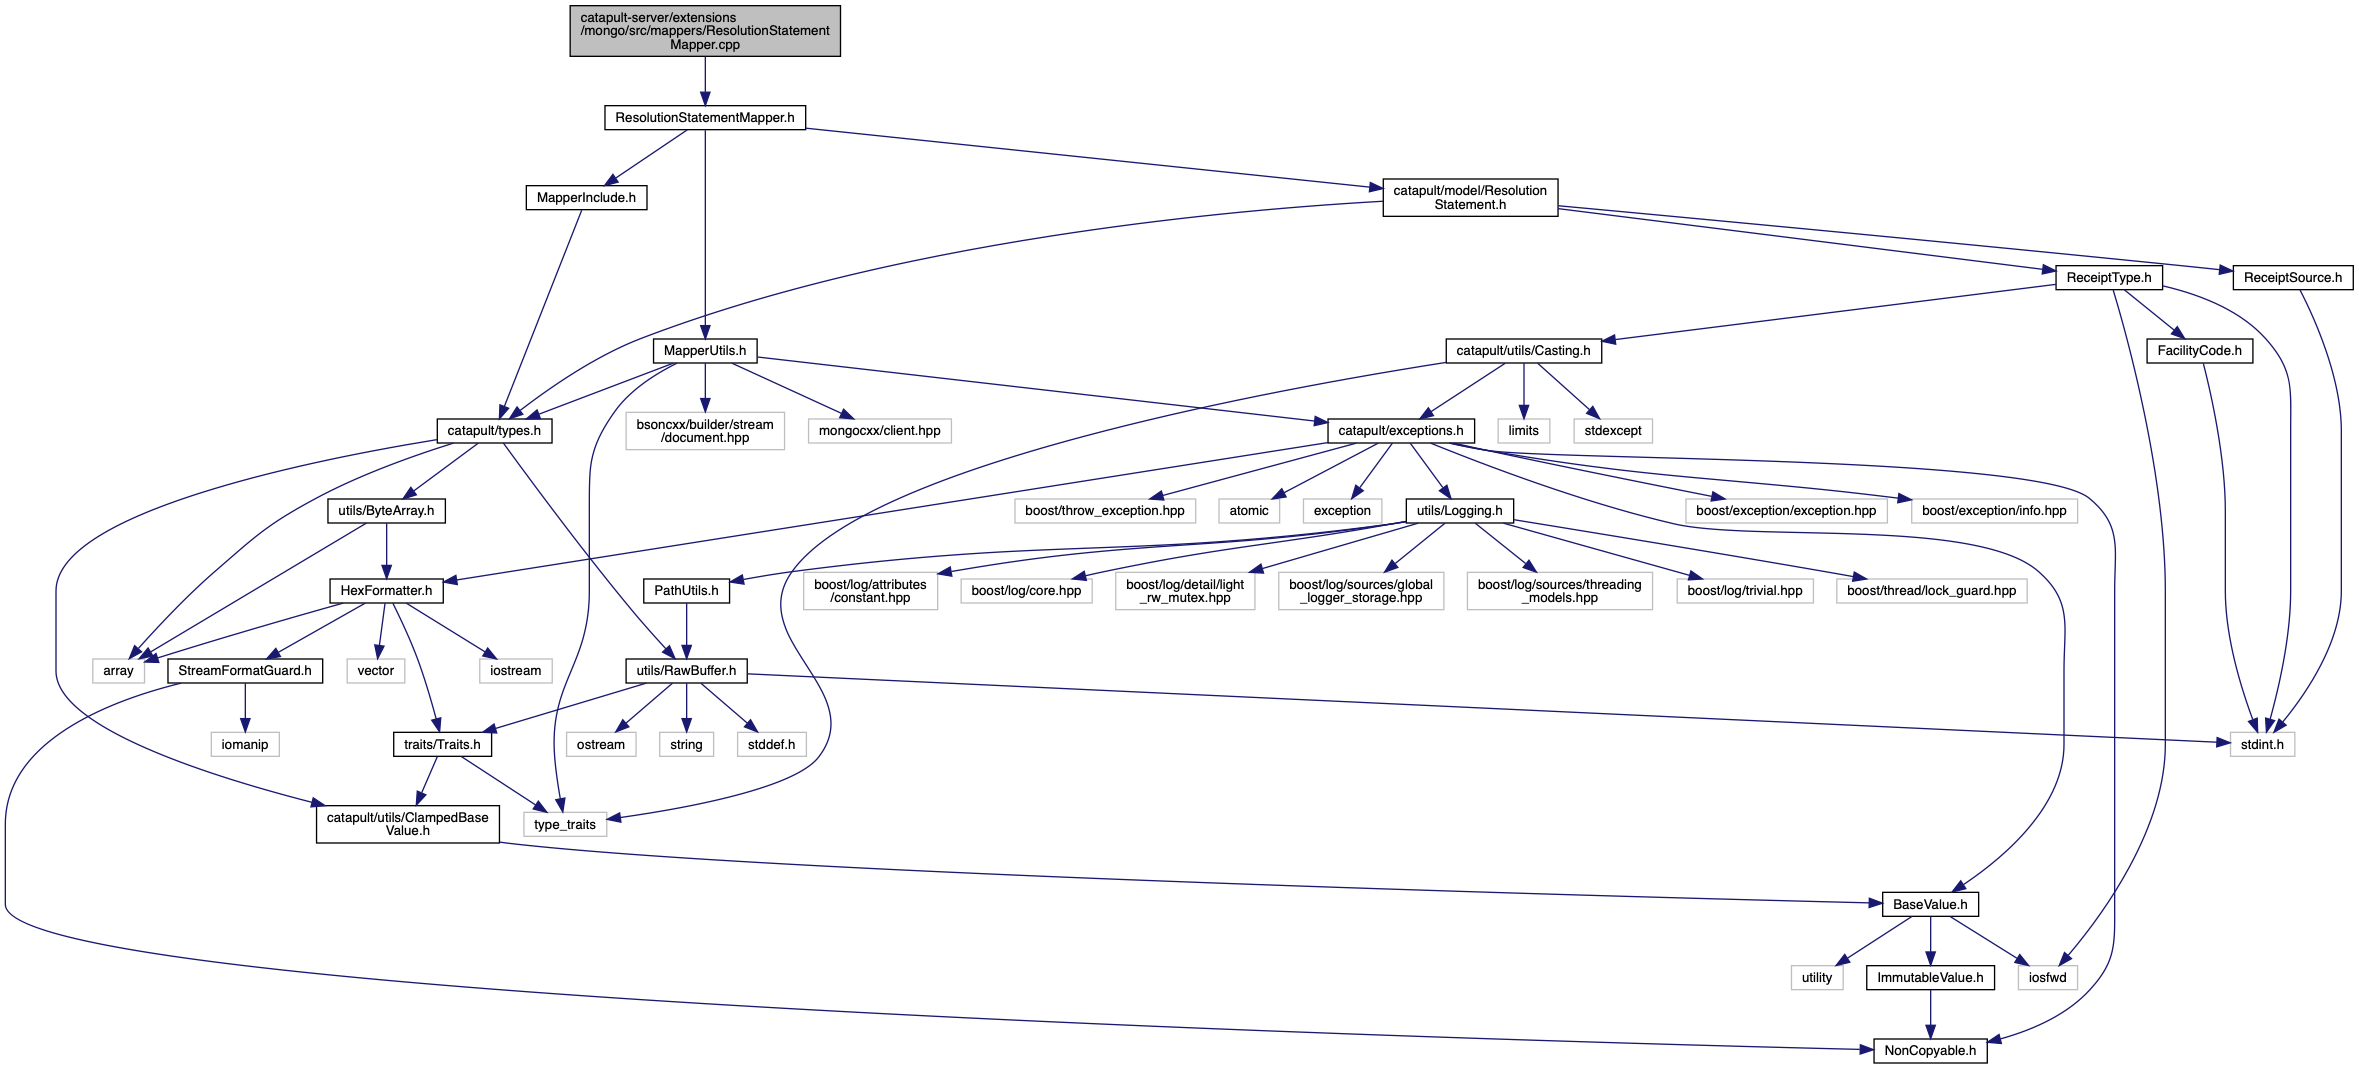 catapult-server/extensions
/mongo/src/mappers/ResolutionStatement
Mapper.cpp
ResolutionStatementMapper.h
MapperInclude.h
catapult/model/Resolution
Statement.h
ReceiptType.h
ReceiptSource.h
MapperUtils.h
catapult/utils/Casting.h
FacilityCode.h
catapult/types.h
bsoncxx/builder/stream
/document.hpp
mongocxx/client.hpp
catapult/exceptions.h
limits
stdexcept
utils/ByteArray.h
boost/throw_exception.hpp
atomic
exception
utils/Logging.h
boost/exception/exception.hpp
boost/exception/info.hpp
HexFormatter.h
PathUtils.h
boost/log/attributes
/constant.hpp
boost/log/core.hpp
boost/log/detail/light
_rw_mutex.hpp
boost/log/sources/global
_logger_storage.hpp
boost/log/sources/threading
_models.hpp
boost/log/trivial.hpp
boost/thread/lock_guard.hpp
array
StreamFormatGuard.h
vector
iostream
utils/RawBuffer.h
iomanip
traits/Traits.h
ostream
string
stddef.h
stdint.h
catapult/utils/ClampedBase
Value.h
type_traits
BaseValue.h
utility
ImmutableValue.h
iosfwd
NonCopyable.h